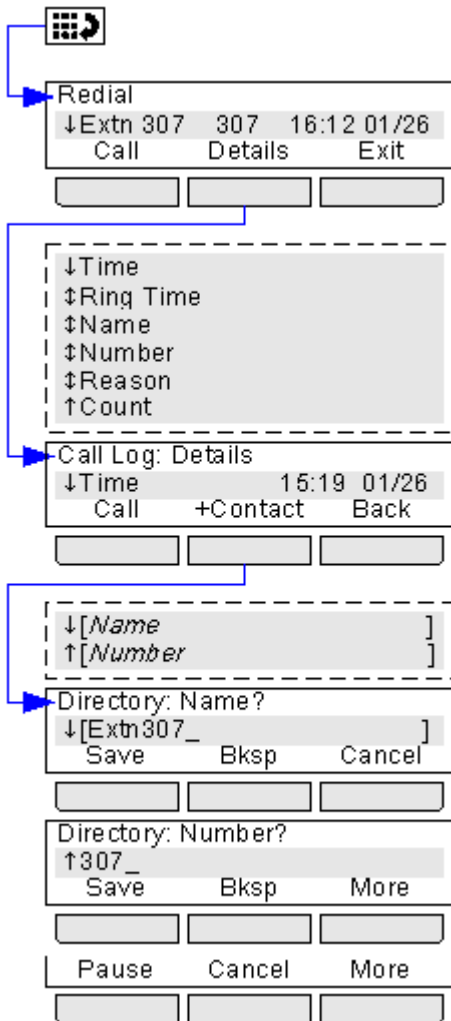 Redial
↓Extn 307 307 16:12 01/26
Call Details Exit
↓Time
↕Ring Time
↕Name
↕Number
↕Reason
↑Count
Call Log: Details
↓Time 15:19 01/26
Call +Contact Back
↓[Name ]
↑[Number ]
Directory: Name?
↓[Extn307_ ]
Save Bksp Cancel
Directory: Number?
↑307_
Save Bksp More
Pause Cancel More